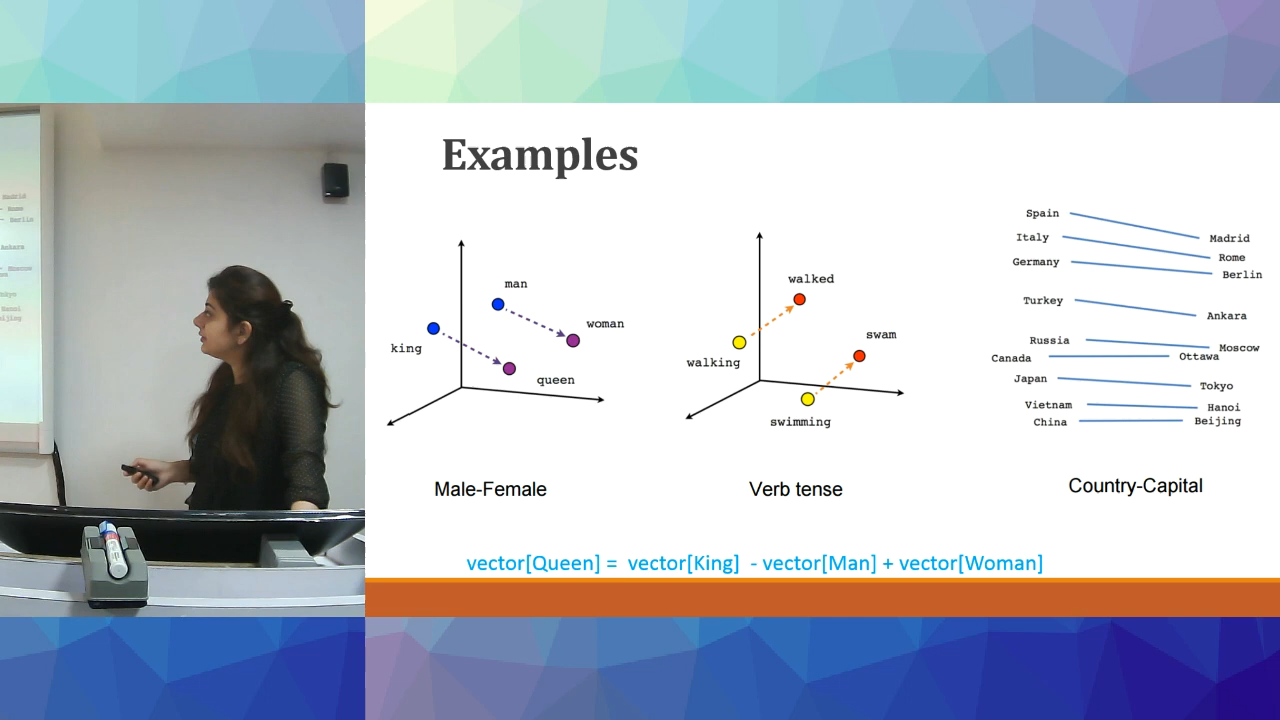 Examples
man
woman
king
queen
Male-Female
walked
swam
walking
swimming
Verb tense
Spain Madrid
Italy Rome
Germany Berlin
Turkey Ankara
Russia Moscow
Canada Ottawa
Japan Tokyo
Vietnam Hanoi
China Beijing
Country-Capital
vector[Queen] = vector[King] - vector[Man] + vector[Woman]